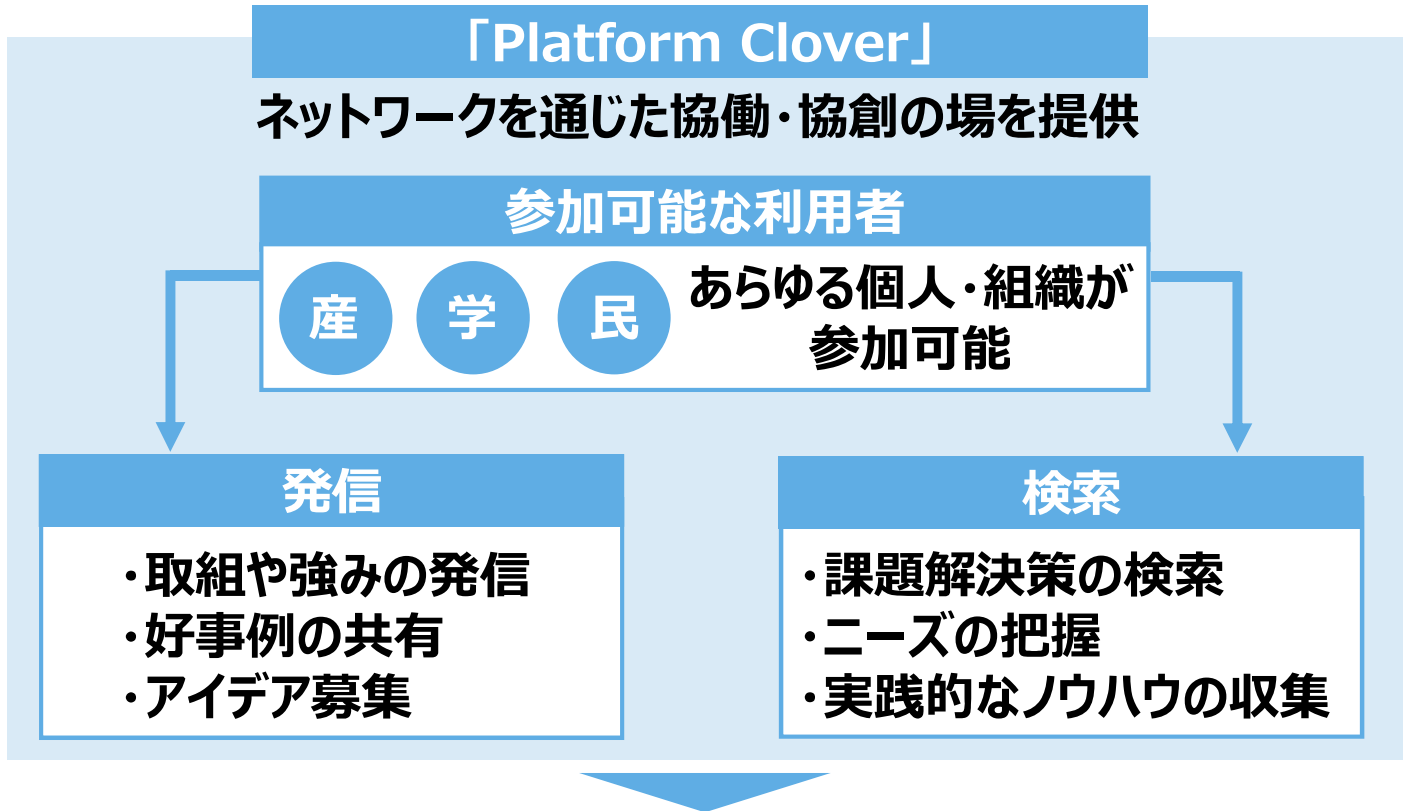 「Platform Clover」
ネットワークを通じた協働・協創の場を提供
参加可能な利用者
産 学 民
あらゆる個人・組織が
参加可能
発信
・取組や強みの発信
・好事例の共有
・アイデア募集
検索
・課題解決策の検索
・ニーズの把握
・実践的なノウハウの収集